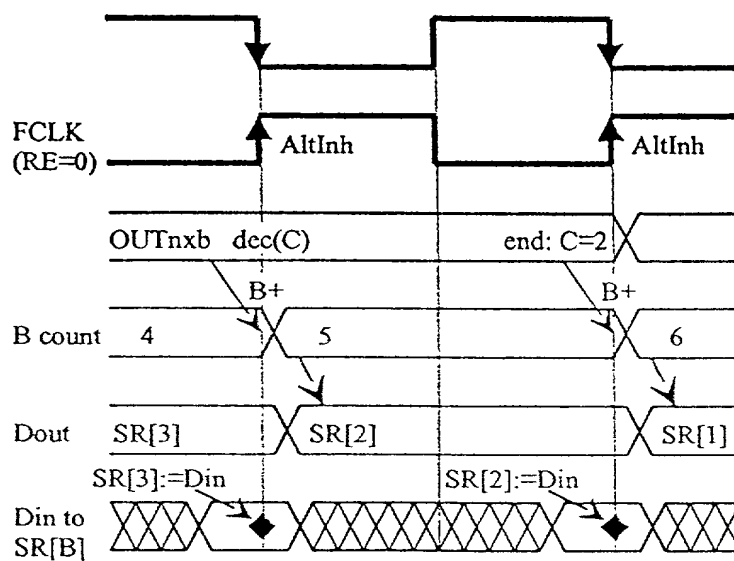 FCLK
(RE=0)
AltInh
AltInh
OUTnxb dec(C)
end: C=2
B+
B+
B count
4
5
6
Dout
SR[3]
SR[2]
SR[1]
SR[3]:=Din
SR[2]:=Din
Din to
SR[B]